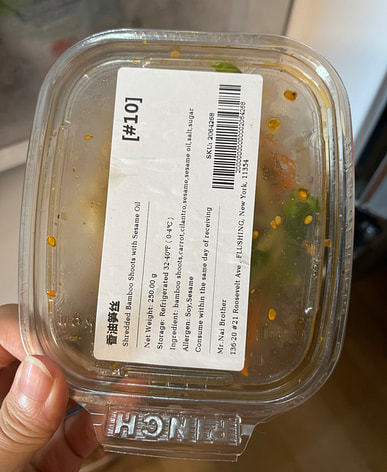 [#10]
香油笋丝
Shredded Bamboo Shoots with Sesame Oil
Net Weight: 250.00 g
Storage: Refrigerated 32-40°F ( 0-4°C)
Ingredient: bamboo shoots,carrot,cilantro,sesame,sesame oil,salt,sugar
Allergen: Soy,Sesame
Consume within the same day of receiving
SKU: 2064268
Mr. Nai Brother
136-20 #21 Roosevelt Ave · FLUSHING, New York, 11354